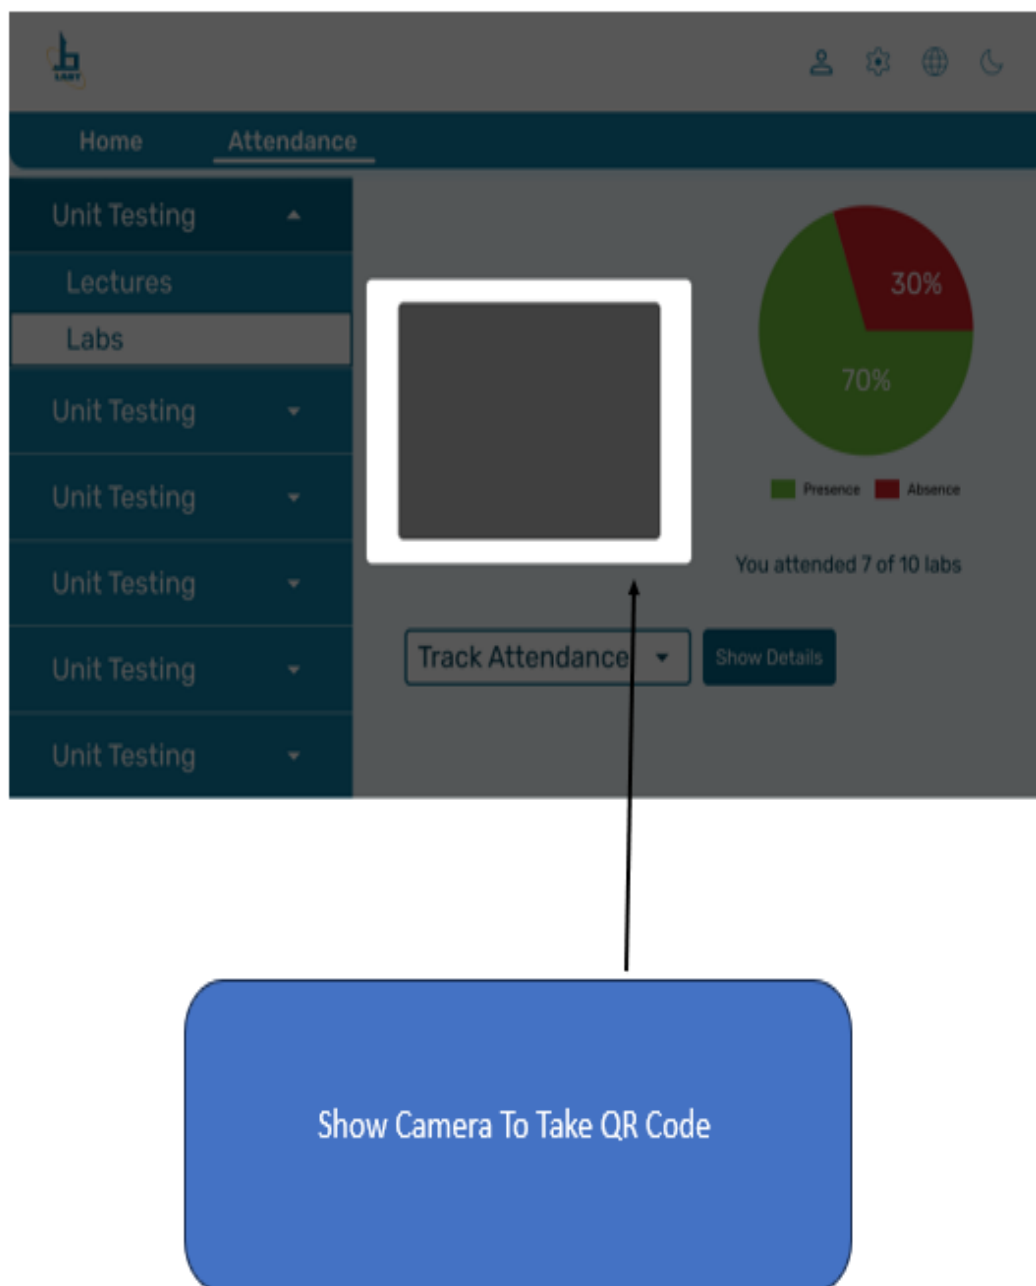 LABY
Home
Attendance
Unit Testing
Lectures
Labs
Unit Testing
Unit Testing
Unit Testing
Unit Testing
Unit Testing
30%
70%
Presence
Absence
You attended 7 of 10 labs
Track Attendance
Show Details
Show Camera To Take QR Code